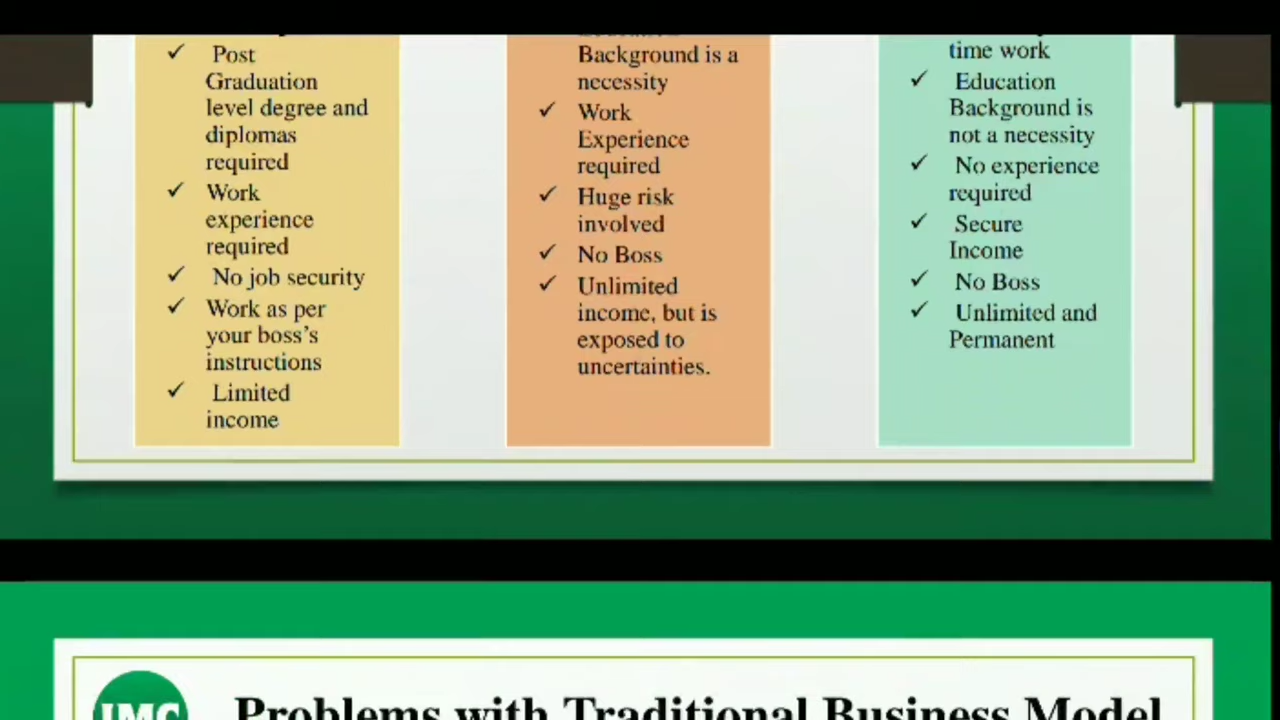 Post
Graduation
level degree and
diplomas
required
Work
experience
required
No job security
Work as per
your boss’s
instructions
Limited
income
Background is a
necessity
Work
Experience
required
Huge risk
involved
No Boss
Unlimited
income, but is
exposed to
uncertainties.
time work
Education
Background is
not a necessity
No experience
required
Secure
Income
No Boss
Unlimited and
Permanent
IMC
Problems with Traditional Business Model